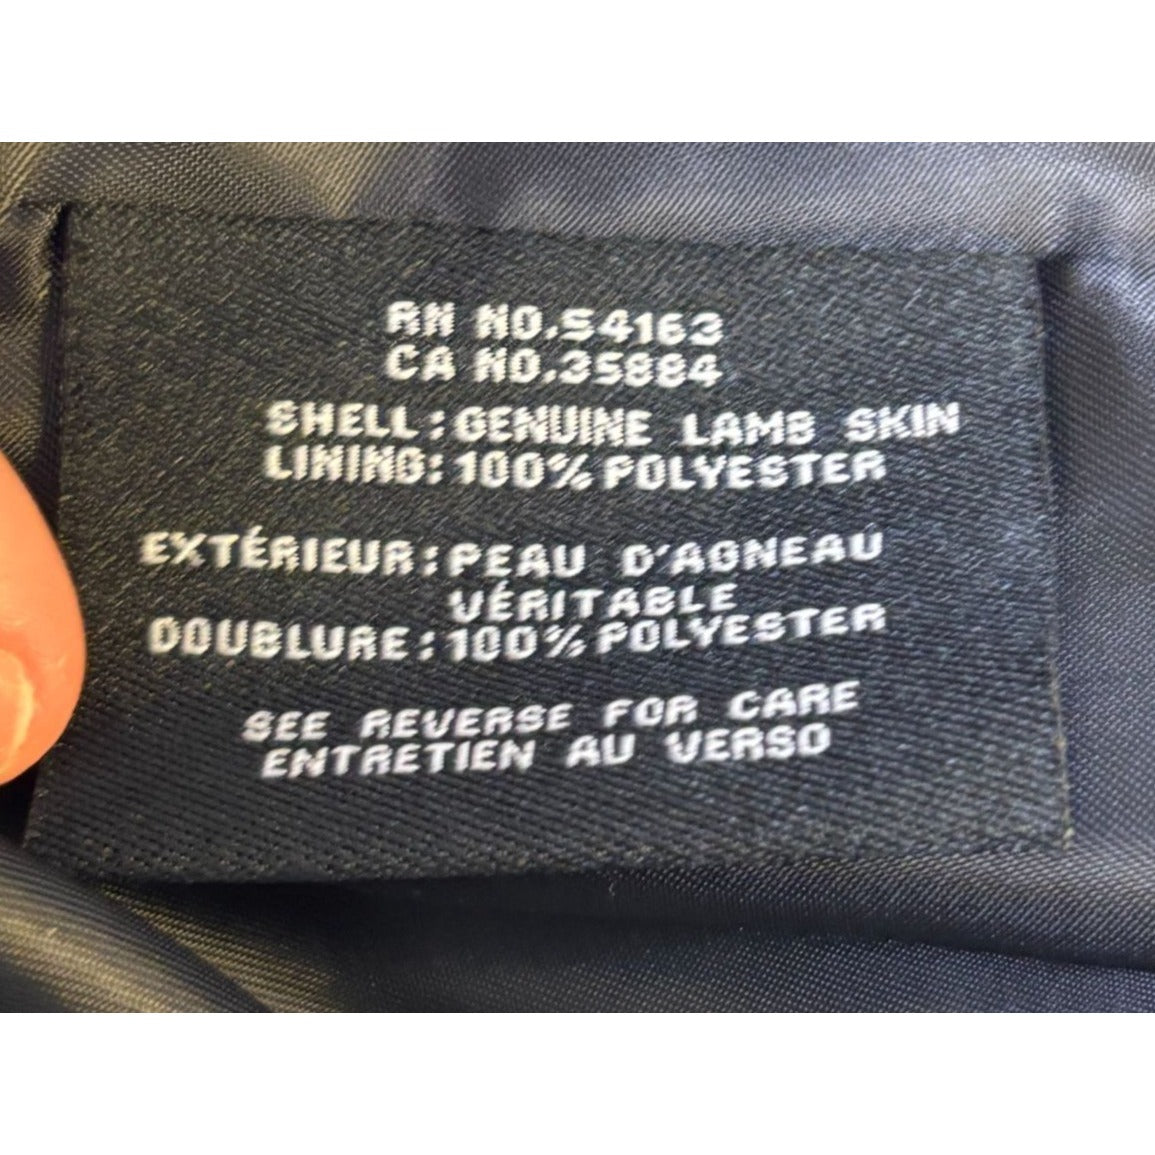 RN NO.54163
CA NO.35884
SHELL:GENUINE LAMB SKIN
LINING:100% POLYESTER
EXTÉRIEUR:PEAU D'AGNEAU
VÉRITABLE
DOUBLURE:100% POLYESTER
SEE REVERSE FOR CARE
ENTRETIEN AU VERSO